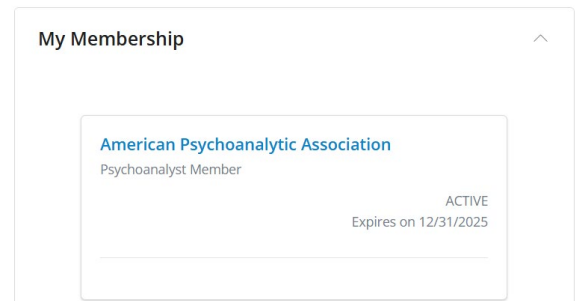 My Membership
American Psychoanalytic Association
Psychoanalyst Member
ACTIVE
Expires on 12/31/2025